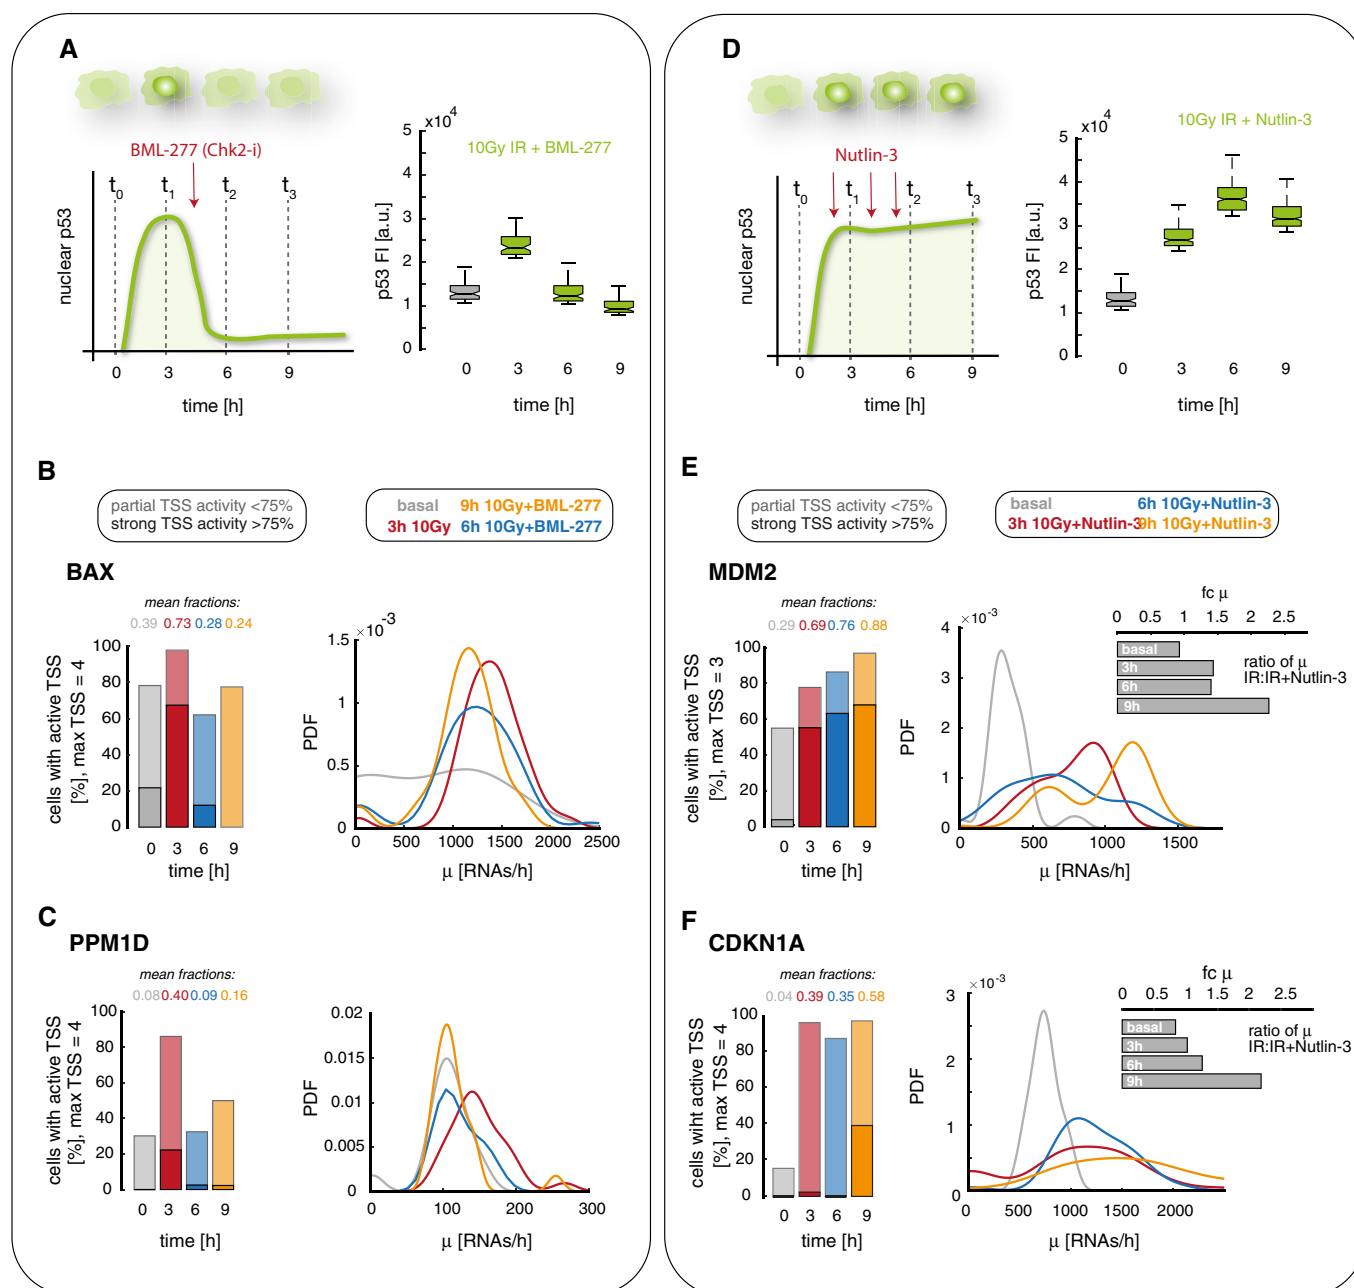 A
BML-277 (Chk2-i)
t0 t1 t2 t3
nuclear p53
0 3 6 9
time [h]
x10^4
10Gy IR + BML-277
p53 FI [a.u.]
5
4
3
2
1
0
0 3 6 9
time [h]
D
Nutlin-3
t0 t1 t2 t3
nuclear p53
0 3 6 9
time [h]
x10^4
10Gy IR + Nutlin-3
p53 FI [a.u.]
5
4
3
2
1
0
0 3 6 9
time [h]
B
partial TSS activity <75%
strong TSS activity >75%
basal 9h 10Gy+BML-277
3h 10Gy 6h 10Gy+BML-277
BAX
mean fractions:
0.39 0.73 0.28 0.24
cells with active TSS
[%], max TSS = 4
100
80
60
40
20
0
0 3 6 9
time [h]
×10^-3
PDF
1.5
1
0.5
0
0 500 1000 1500 2000 2500
μ [RNAs/h]
C
PPM1D
mean fractions:
0.08 0.40 0.09 0.16
cells with active TSS
[%], max TSS = 4
100
80
60
40
20
0
0 3 6 9
time [h]
PDF
0.02
0.015
0.01
0.005
0
0 100 200 300
μ [RNAs/h]
E
partial TSS activity <75%
strong TSS activity >75%
basal 6h 10Gy+Nutlin-3
3h 10Gy+Nutlin-3 9h 10Gy+Nutlin-3
MDM2
mean fractions:
0.29 0.69 0.76 0.88
cells with active TSS
[%], max TSS = 3
100
80
60
40
20
0
0 3 6 9
time [h]
×10^-3
PDF
4
3
2
1
0
0 500 1000 1500
μ [RNAs/h]
fc μ
0 0.5 1 1.5 2 2.5
basal
3h
6h
9h
ratio of μ
IR:IR+Nutlin-3
F
CDKN1A
mean fractions:
0.04 0.39 0.35 0.58
cells wiht active TSS
[%], max TSS = 4
100
80
60
40
20
0
0 3 6 9
time [h]
×10^-3
PDF
3
2
1
0
0 500 1000 1500 2000
μ [RNAs/h]
fc μ
0 0.5 1 1.5 2 2.5
basal
3h
6h
9h
ratio of μ
IR:IR+Nutlin-3